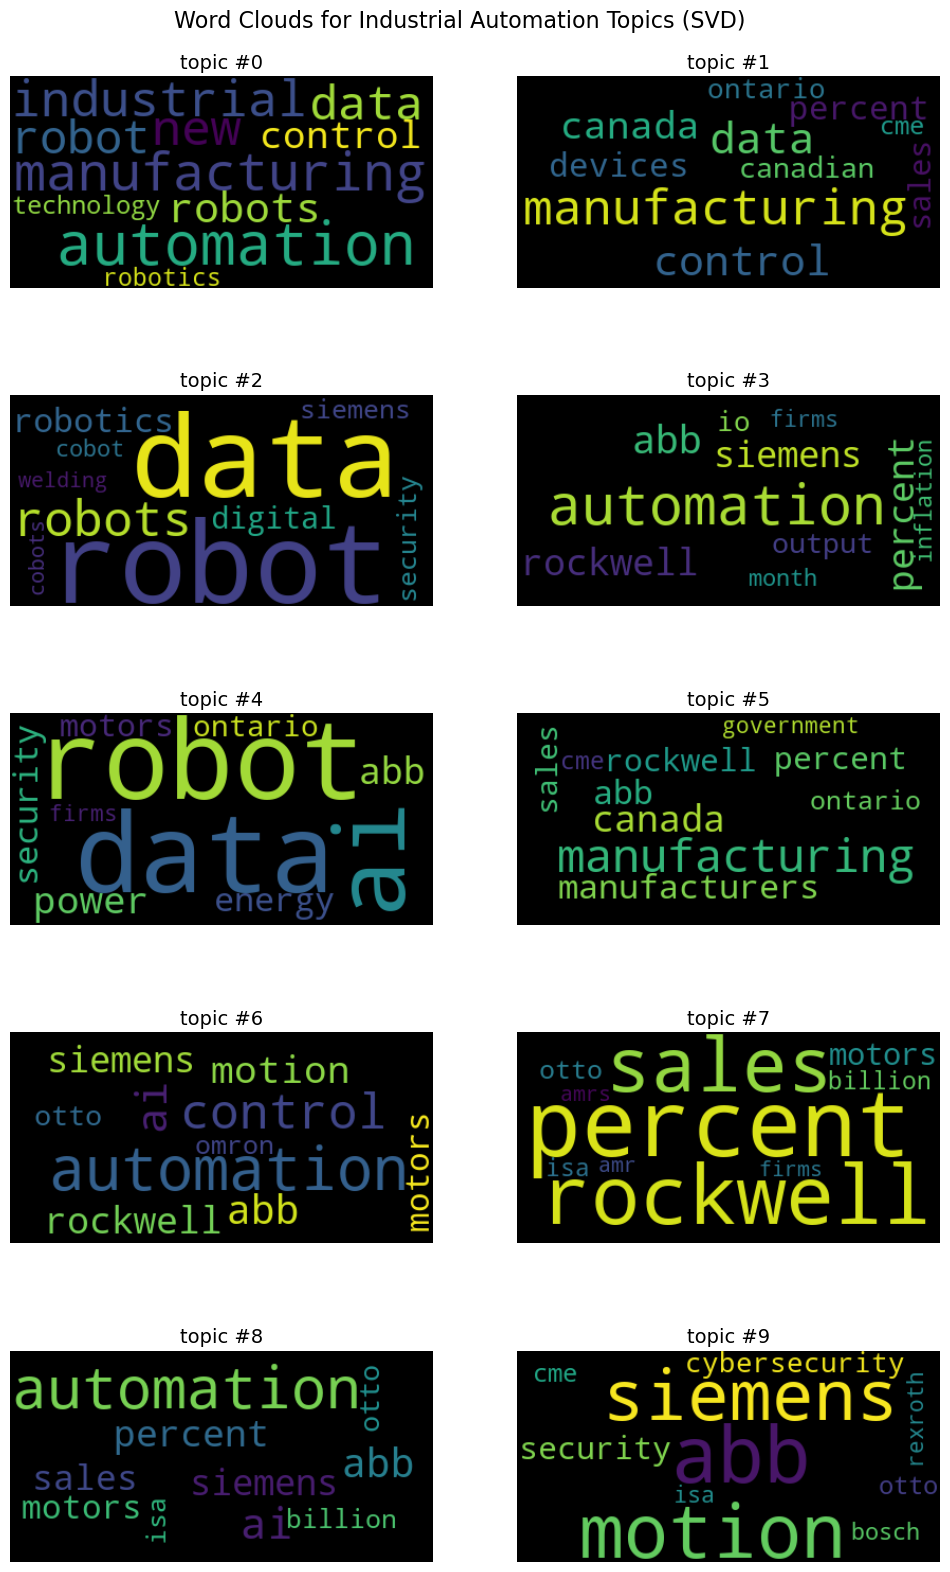 Word Clouds for Industrial Automation Topics (SVD)
topic #0
industrial data
robot new control
manufacturing
technology robots.
automation
robotics
topic #1
ontario
percent
canada data cme
devices canadian sales
manufacturing
control
topic #2
robotics siemens
cobot data
welding
robots digital security
cobots robot
topic #3
abb io firms
siemens
automation percent inflation
rockwell output
month
topic #4
motors ontario
robot
security abb
firms
data ai
power energy
topic #5
government
sales cme rockwell percent
abb ontario
canada
manufacturing
manufacturers
topic #6
siemens motion
otto ai control
omron
automation motors
rockwell abb
topic #7
otto sales motors
amrs billion
percent
isa amr firms
rockwell
topic #8
automation otto
percent
sales siemens abb
motors isa ai billion
topic #9
cme cybersecurity
siemens rexroth
security abb
isa otto
motion bosch